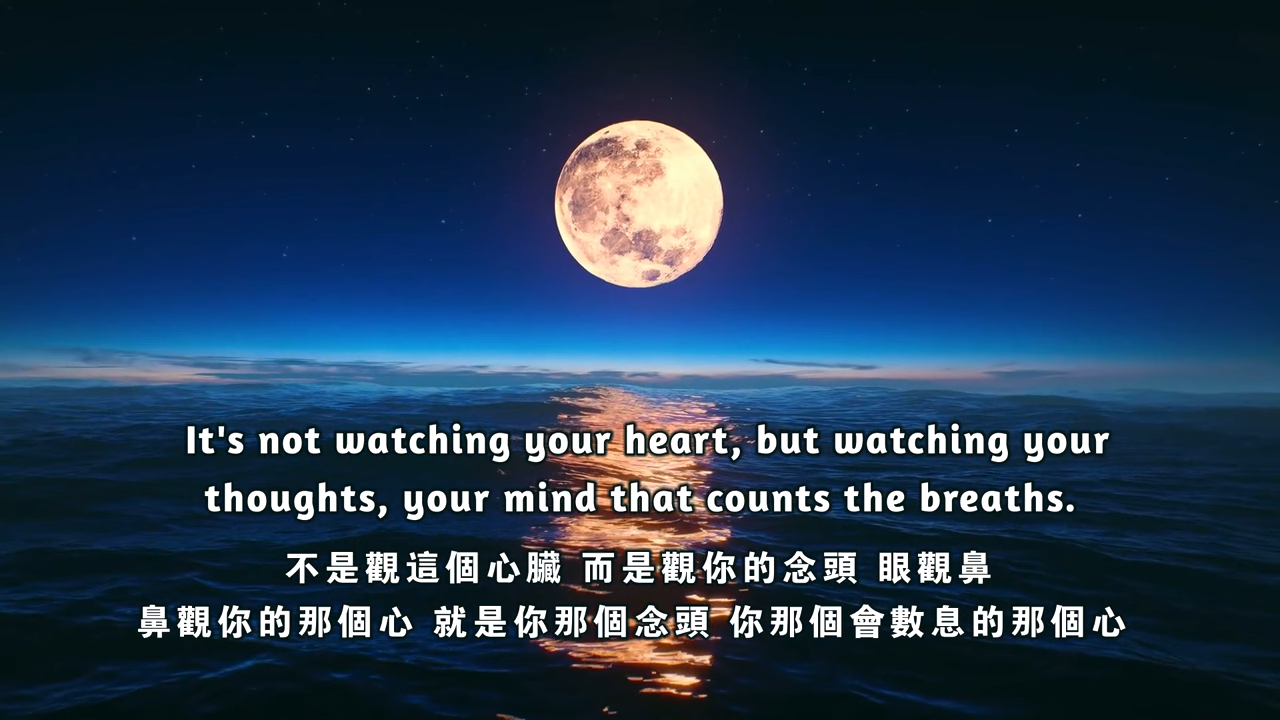 It's not watching your heart, but watching your
thoughts, your mind that counts the breaths.
不是觀這個心臟 而是觀你的念頭 眼觀鼻
鼻觀你的那個心 就是你那個念頭 你那個會數息的那個心